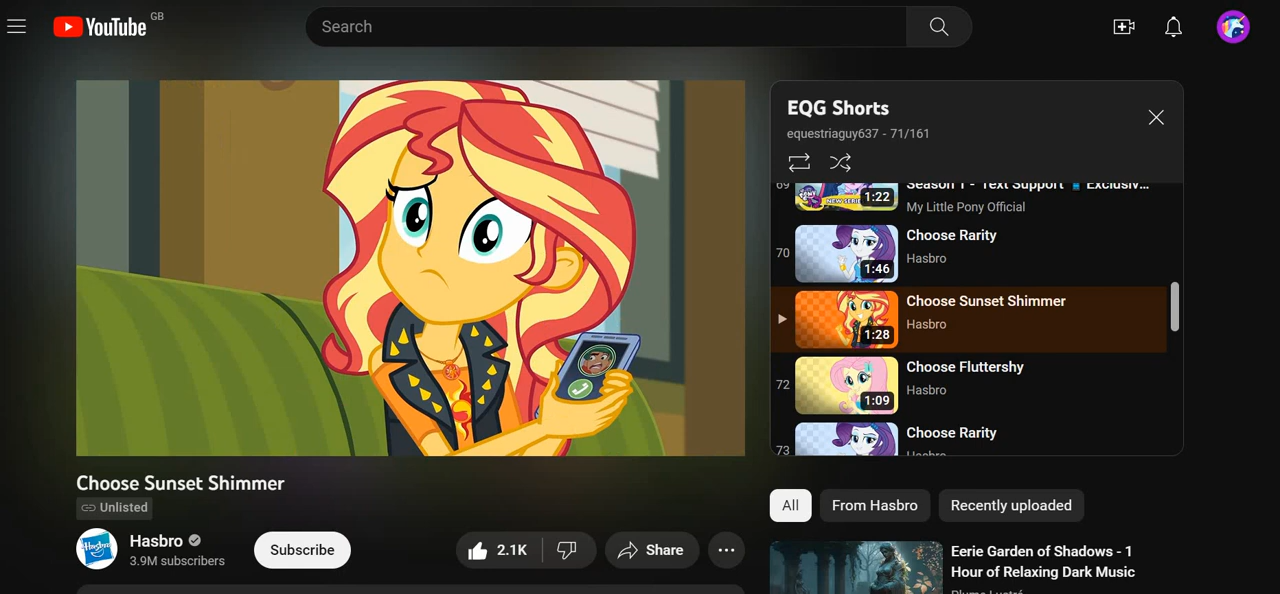 YouTube GB
Search
EQG Shorts
equestriaguy637 - 71/161
69
1:22
Season 1 - Text Support Exclusiv...
My Little Pony Official
70
1:46
Choose Rarity
Hasbro
1:28
Choose Sunset Shimmer
Hasbro
72
1:09
Choose Fluttershy
Hasbro
73
Choose Rarity
Hasbro
Choose Sunset Shimmer
Unlisted
Hasbro
Hasbro
3.9M subscribers
Subscribe
2.1K
Share
All
From Hasbro
Recently uploaded
Eerie Garden of Shadows - 1
Hour of Relaxing Dark Music